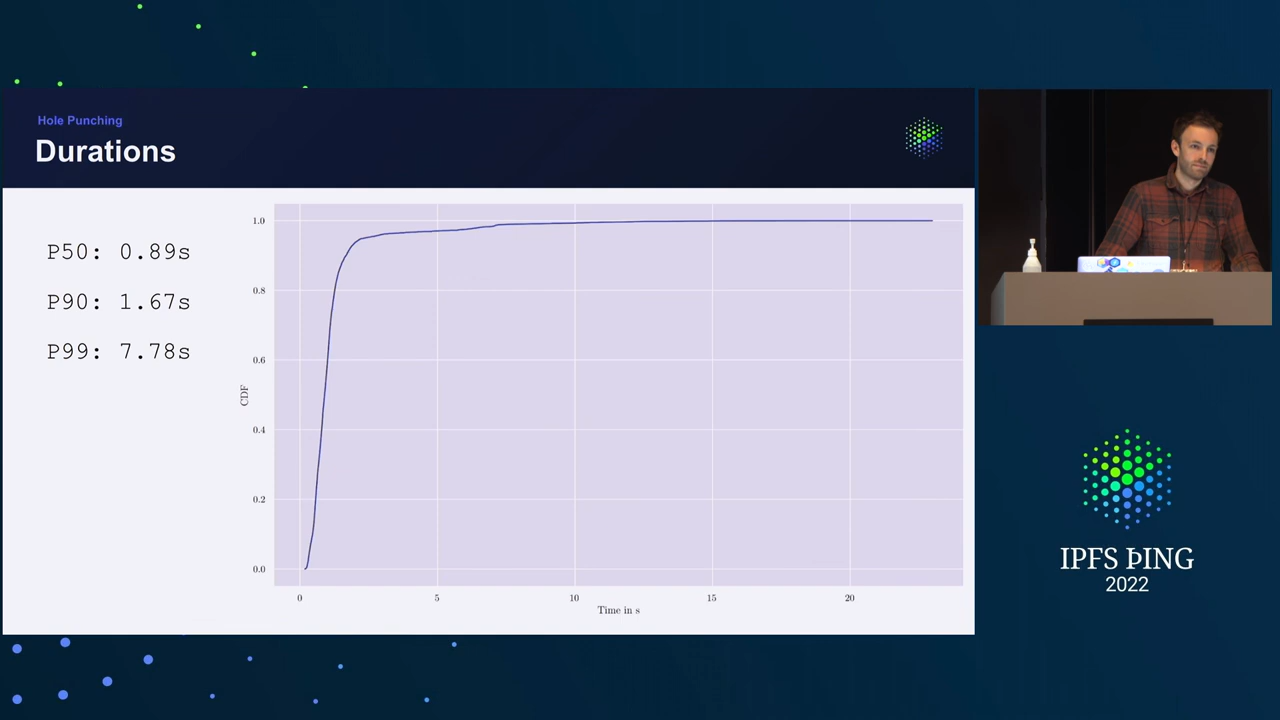 Hole Punching
Durations
P50: 0.89s
P90: 1.67s
P99: 7.78s
CDF
1.0
0.8
0.6
0.4
0.2
0.0
0 5 10 15 20
Time in s
IPFS ÞING
2022